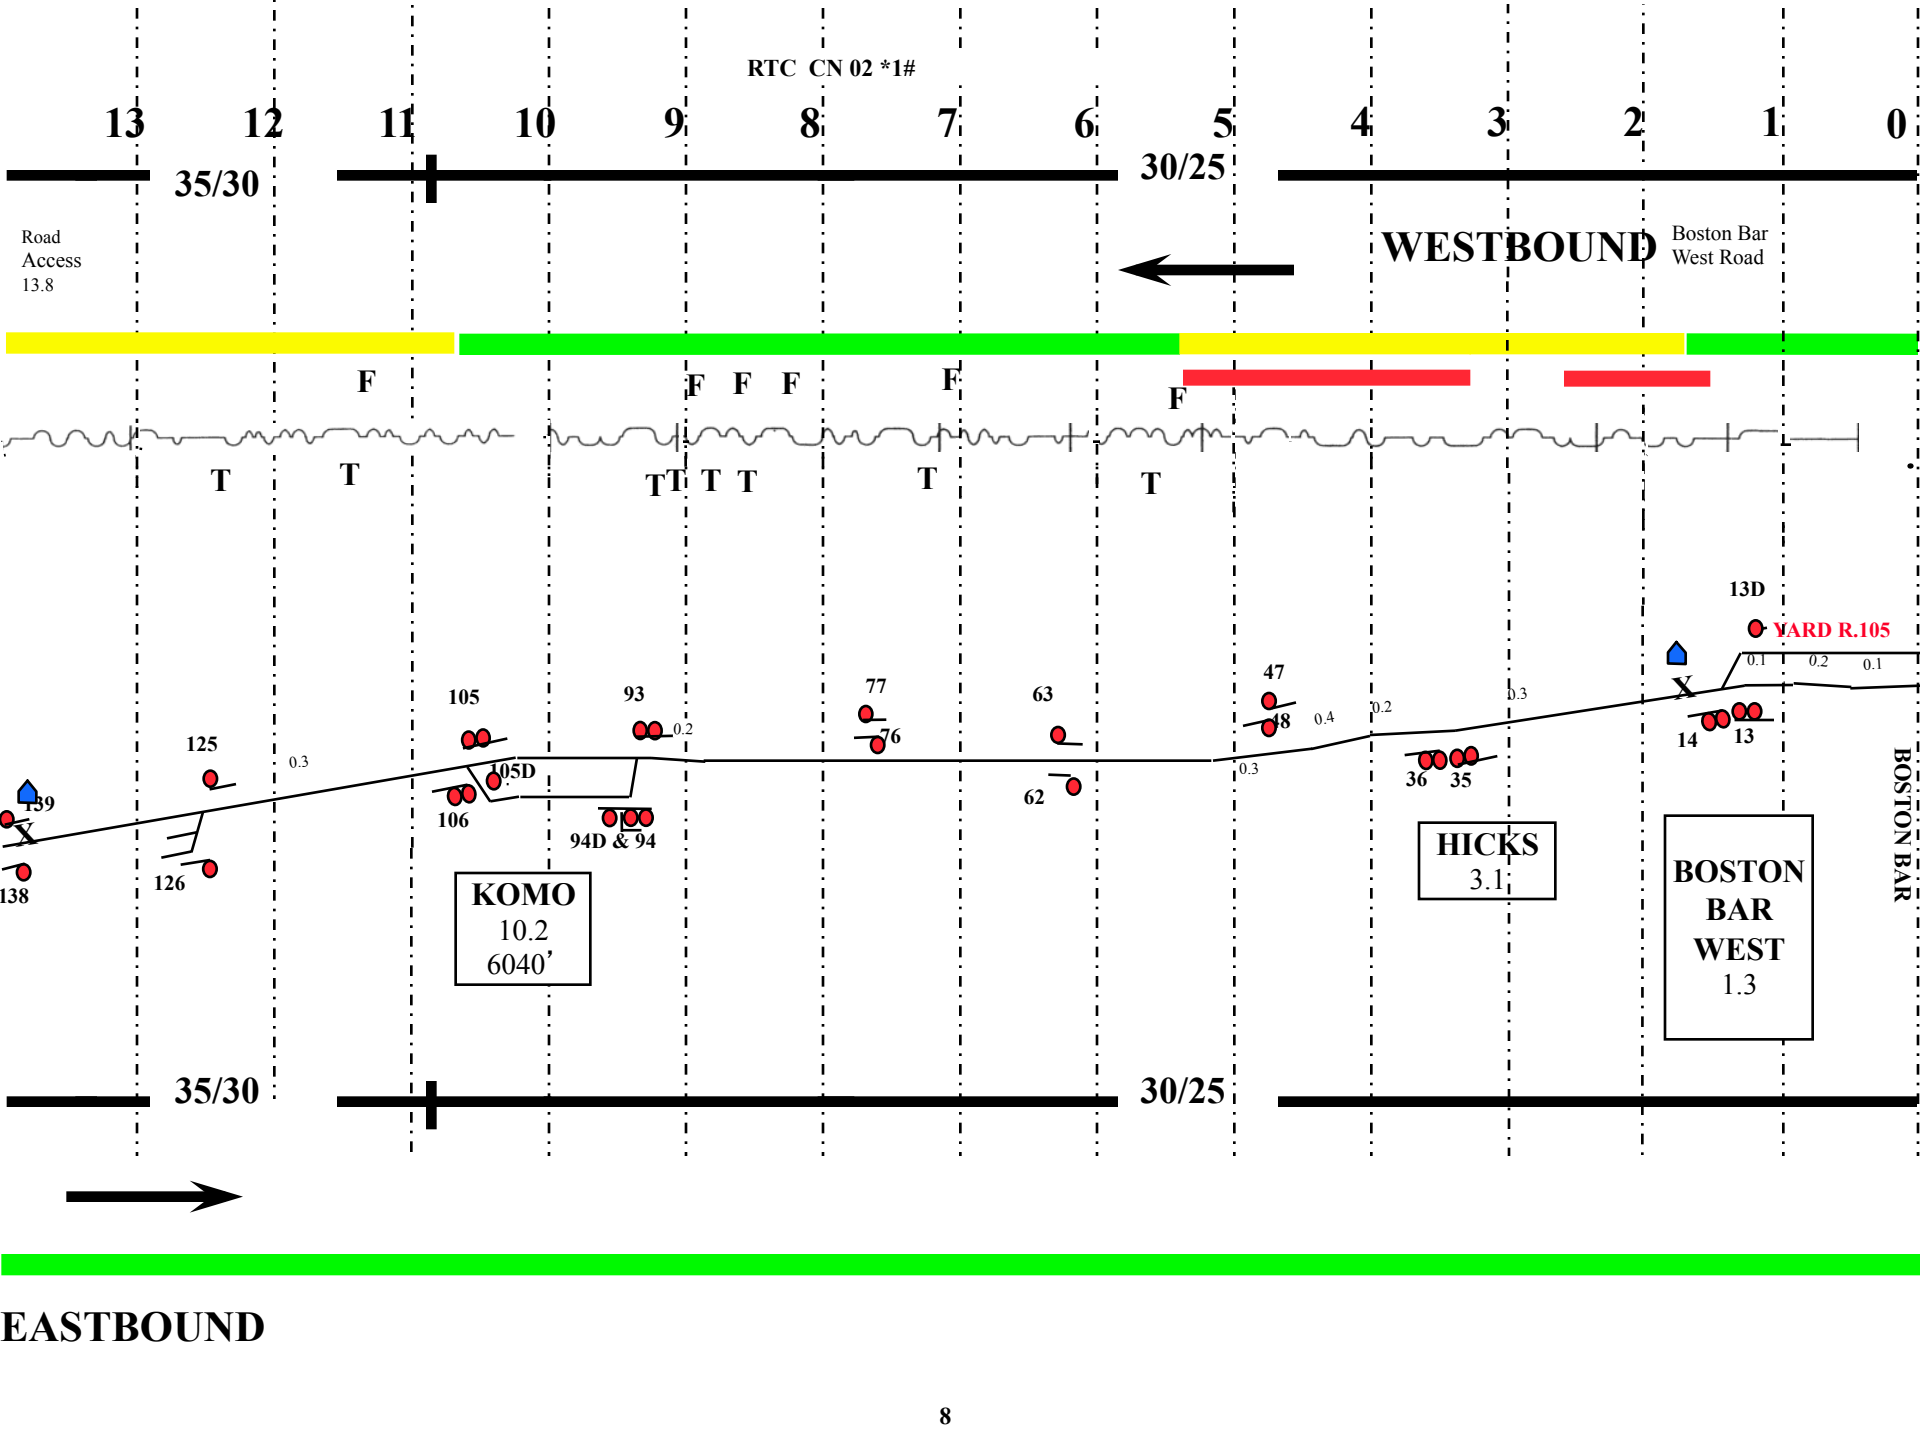 RTC CN 02 *1#
13 12 11 10 9 8 7 6 5 4 3 2 1 0
35/30 30/25
Road
Access
13.8
WESTBOUND
Boston Bar
West Road
F F F F F F
T T T T T T T T
13D
YARD R.105
0.1 0.2 0.1
X
14 13
47
48
0.4 0.2 0.3
0.3
36 35
63
62
77
76
93
0.2
94D & 94
105
105D
106
125
0.3
126
139
X
138
BOSTON BAR
KOMO
10.2
6040’
HICKS
3.1
BOSTON
BAR
WEST
1.3
35/30 30/25
EASTBOUND
8